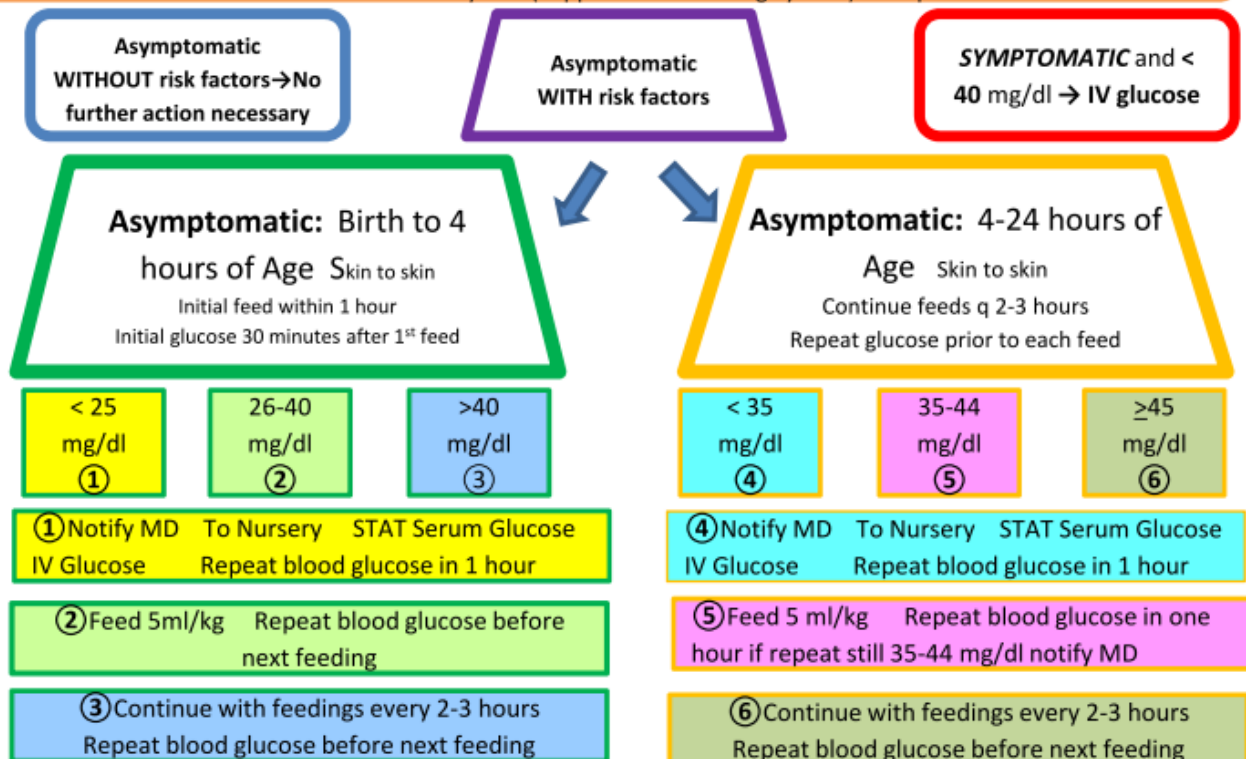 Asymptomatic
WITHOUT risk factors→No
further action necessary
Asymptomatic
WITH risk factors
SYMPTOMATIC and <
40 mg/dl → IV glucose
Asymptomatic: Birth to 4
hours of Age Skin to skin
Initial feed within 1 hour
Initial glucose 30 minutes after 1st feed
Asymptomatic: 4-24 hours of
Age Skin to skin
Continue feeds q 2-3 hours
Repeat glucose prior to each feed
< 25
mg/dl
①
26-40
mg/dl
②
>40
mg/dl
③
< 35
mg/dl
④
35-44
mg/dl
⑤
≥45
mg/dl
⑥
①Notify MD To Nursery STAT Serum Glucose
IV Glucose Repeat blood glucose in 1 hour
②Feed 5ml/kg Repeat blood glucose before
next feeding
③Continue with feedings every 2-3 hours
Repeat blood glucose before next feeding
④Notify MD To Nursery STAT Serum Glucose
IV Glucose Repeat blood glucose in 1 hour
⑤Feed 5 ml/kg Repeat blood glucose in one
hour if repeat still 35-44 mg/dl notify MD
⑥Continue with feedings every 2-3 hours
Repeat blood glucose before next feeding